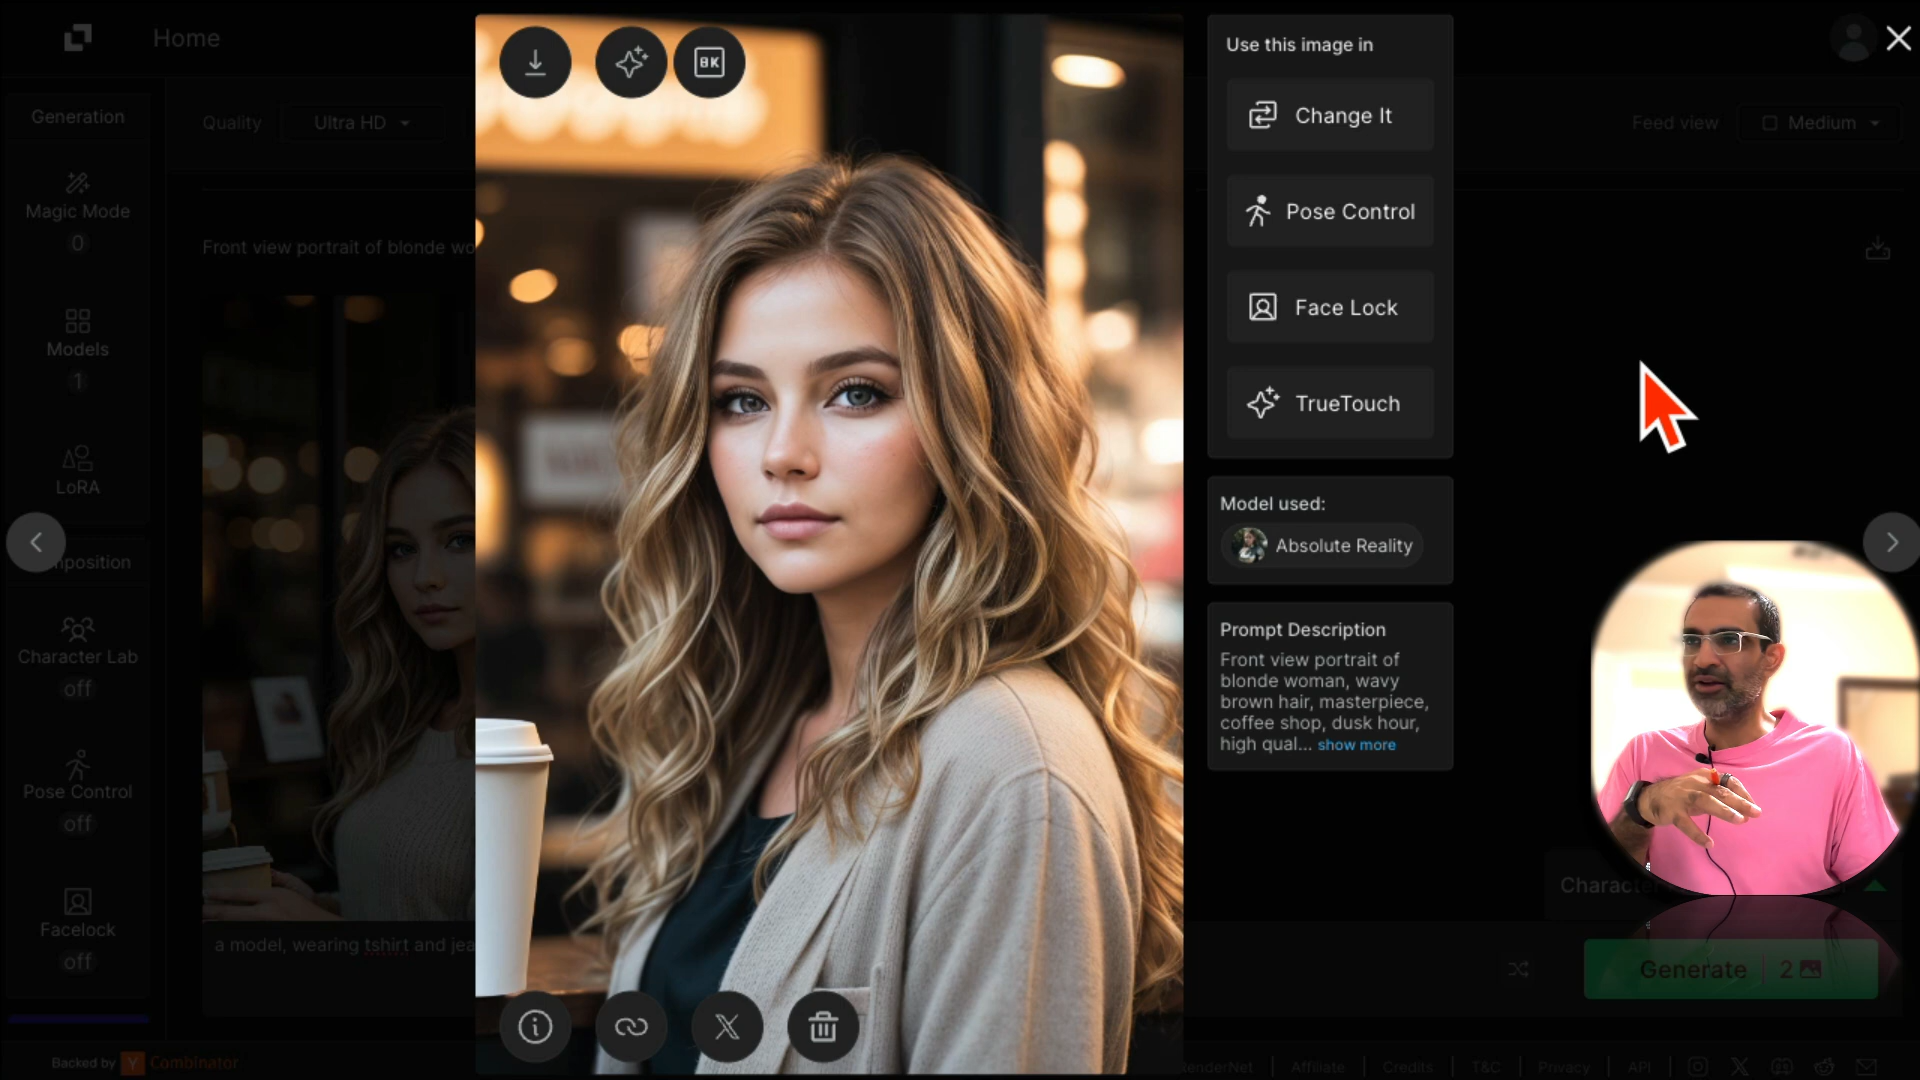 Home
Generation
Magic Mode
0
Models
1
LoRA
Character Lab
off
Pose Control
off
Facelock
off
Backed by Y Combinator
Quality
Ultra HD
Front view portrait of blonde wo
a model, wearing tshirt and jea
8K
Use this image in
Change It
Pose Control
Face Lock
TrueTouch
Model used:
Absolute Reality
Prompt Description
Front view portrait of
blonde woman, wavy
brown hair, masterpiece,
coffee shop, dusk hour,
high qual... show more
Feed view
Medium
Generate
2
Affiliate
Credits
T&C
Privacy
API